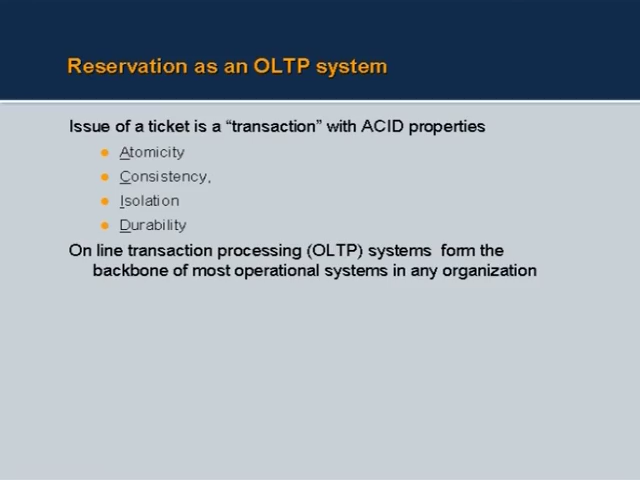 Reservation as an OLTP system
Issue of a ticket is a “transaction” with ACID properties
Atomicity
Consistency,
Isolation
Durability
On line transaction processing (OLTP) systems form the
backbone of most operational systems in any organization